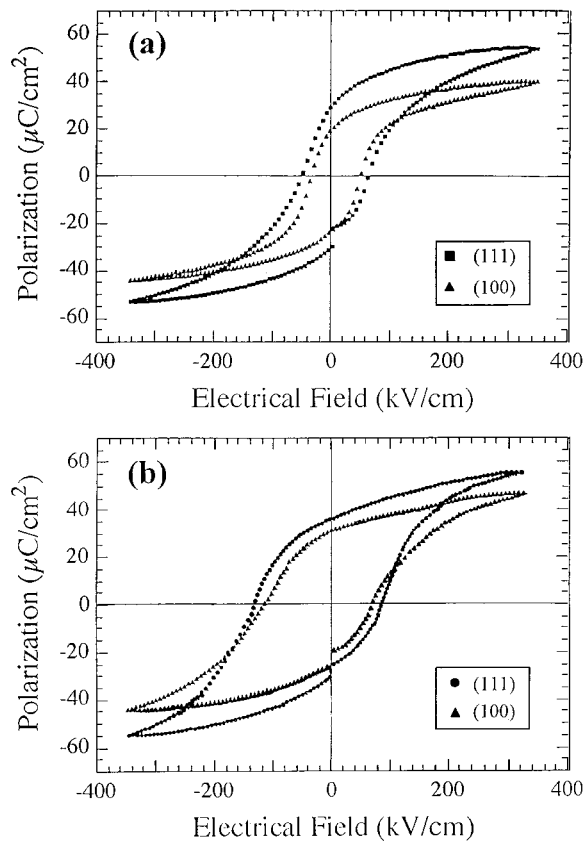 (a)
60
40
20
0
-20
-40
-60
Polarization (μC/cm²)
(111)
(100)
-400 -200 0 200 400
Electrical Field (kV/cm)
(b)
60
40
20
0
-20
-40
-60
Polarization (μC/cm²)
(111)
(100)
-400 -200 0 200 400
Electrical Field (kV/cm)